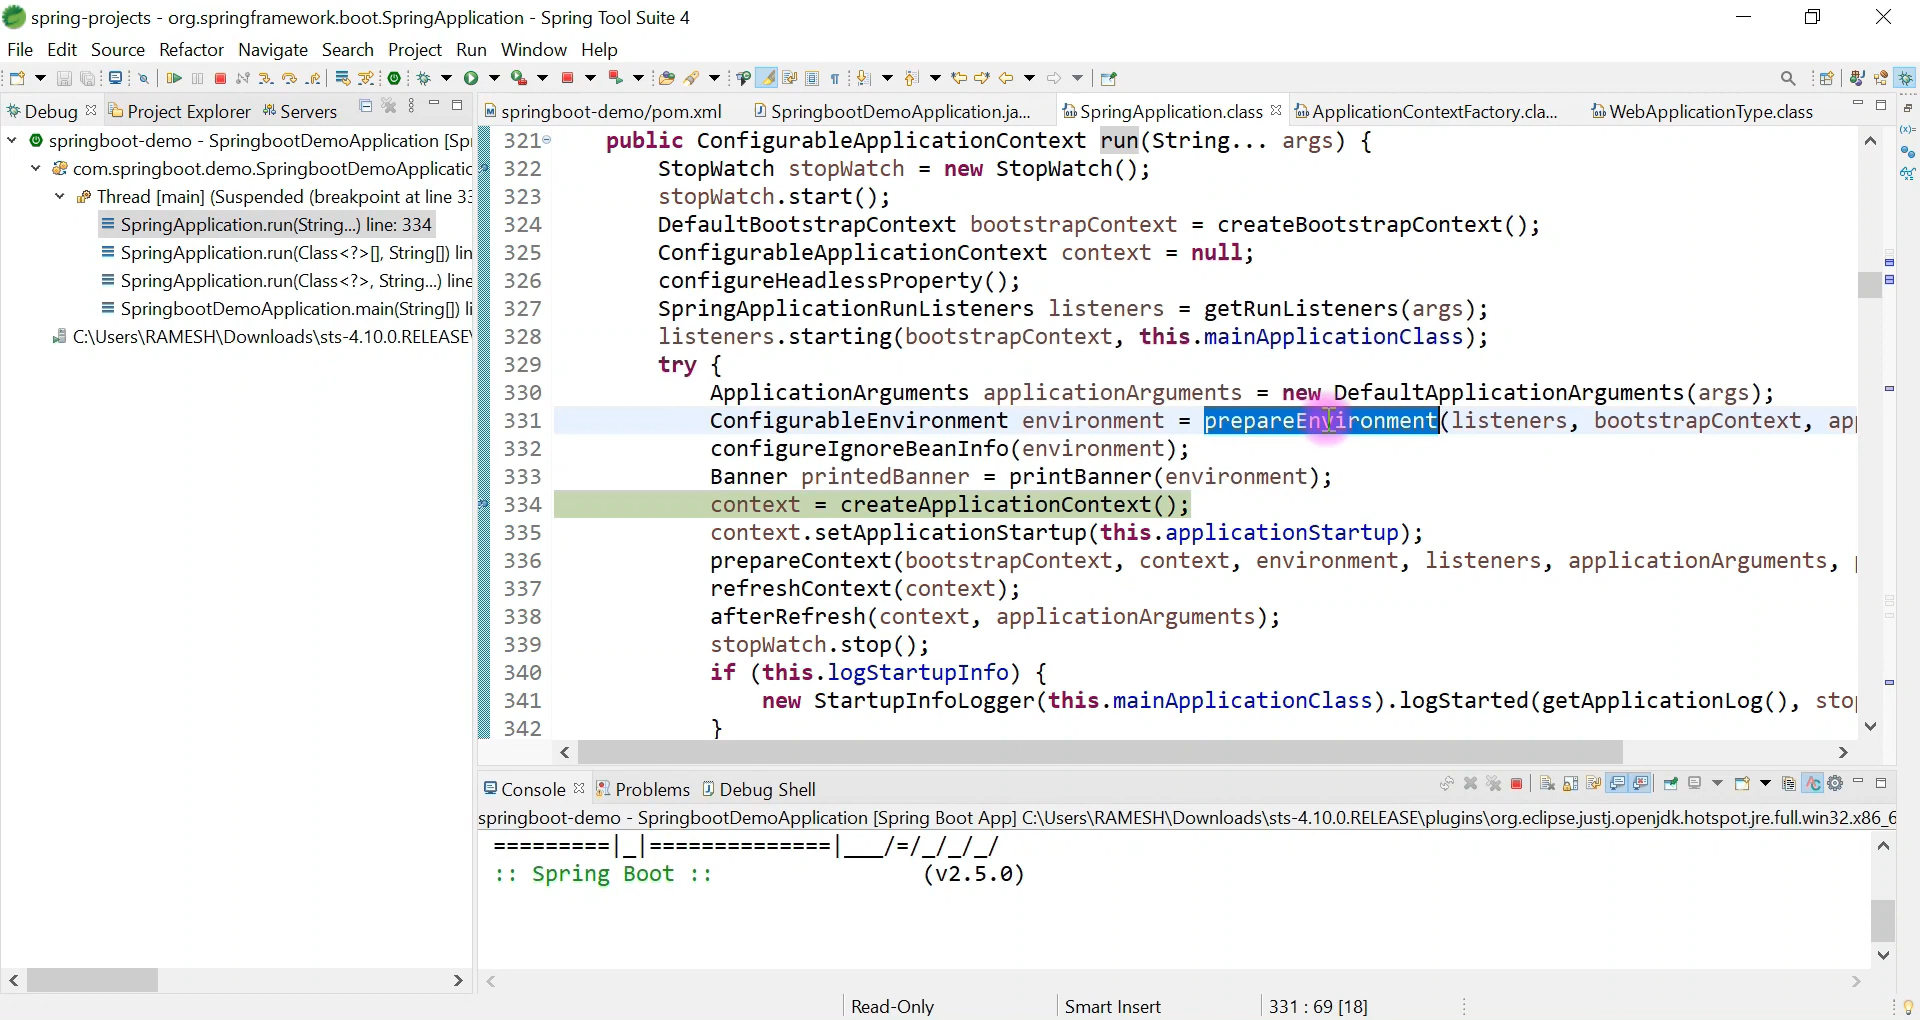 spring-projects - org.springframework.boot.SpringApplication - Spring Tool Suite 4
File Edit Source Refactor Navigate Search Project Run Window Help
Debug Project Explorer Servers
springboot-demo - SpringbootDemoApplication [Sp
com.springboot.demo.SpringbootDemoApplicatic
Thread [main] (Suspended (breakpoint at line 33
SpringApplication.run(String...) line: 334
SpringApplication.run(Class<?>[], String[]) lin
SpringApplication.run(Class<?>, String...) line
SpringbootDemoApplication.main(String[]) li
C:\Users\RAMESH\Downloads\sts-4.10.0.RELEASE\
springboot-demo/pom.xml SpringbootDemoApplication.ja... SpringApplication.class ApplicationContextFactory.cla... WebApplicationType.class
321 public ConfigurableApplicationContext run(String... args) {
322 StopWatch stopWatch = new StopWatch();
323 stopWatch.start();
324 DefaultBootstrapContext bootstrapContext = createBootstrapContext();
325 ConfigurableApplicationContext context = null;
326 configureHeadlessProperty();
327 SpringApplicationRunListeners listeners = getRunListeners(args);
328 listeners.starting(bootstrapContext, this.mainApplicationClass);
329 try {
330 ApplicationArguments applicationArguments = new DefaultApplicationArguments(args);
331 ConfigurableEnvironment environment = prepareEnvironment(listeners, bootstrapContext, ap
332 configureIgnoreBeanInfo(environment);
333 Banner printedBanner = printBanner(environment);
334 context = createApplicationContext();
335 context.setApplicationStartup(this.applicationStartup);
336 prepareContext(bootstrapContext, context, environment, listeners, applicationArguments,
337 refreshContext(context);
338 afterRefresh(context, applicationArguments);
339 stopWatch.stop();
340 if (this.logStartupInfo) {
341 new StartupInfoLogger(this.mainApplicationClass).logStarted(getApplicationLog(), sto
342 }
Console Problems Debug Shell
springboot-demo - SpringbootDemoApplication [Spring Boot App] C:\Users\RAMESH\Downloads\sts-4.10.0.RELEASE\plugins\org.eclipse.justj.openjdk.hotspot.jre.full.win32.x86_6
=========|_|==============|___/=/_/_/_/
:: Spring Boot :: (v2.5.0)
Read-Only Smart Insert 331 : 69 [18]